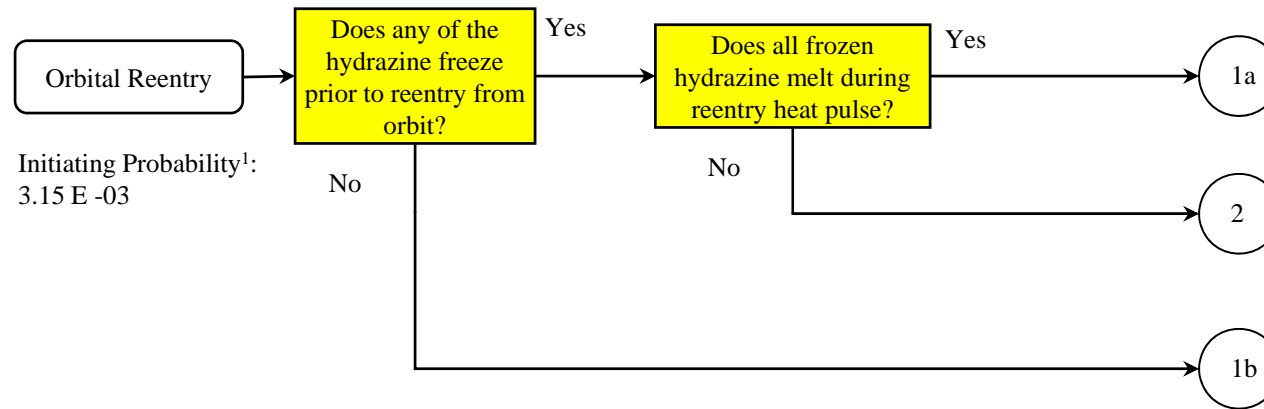 Orbital Reentry
Initiating Probability¹:
3.15 E -03
Does any of the
hydrazine freeze
prior to reentry from
orbit?
Yes
No
Does all frozen
hydrazine melt during
reentry heat pulse?
Yes
No
1a
2
1b